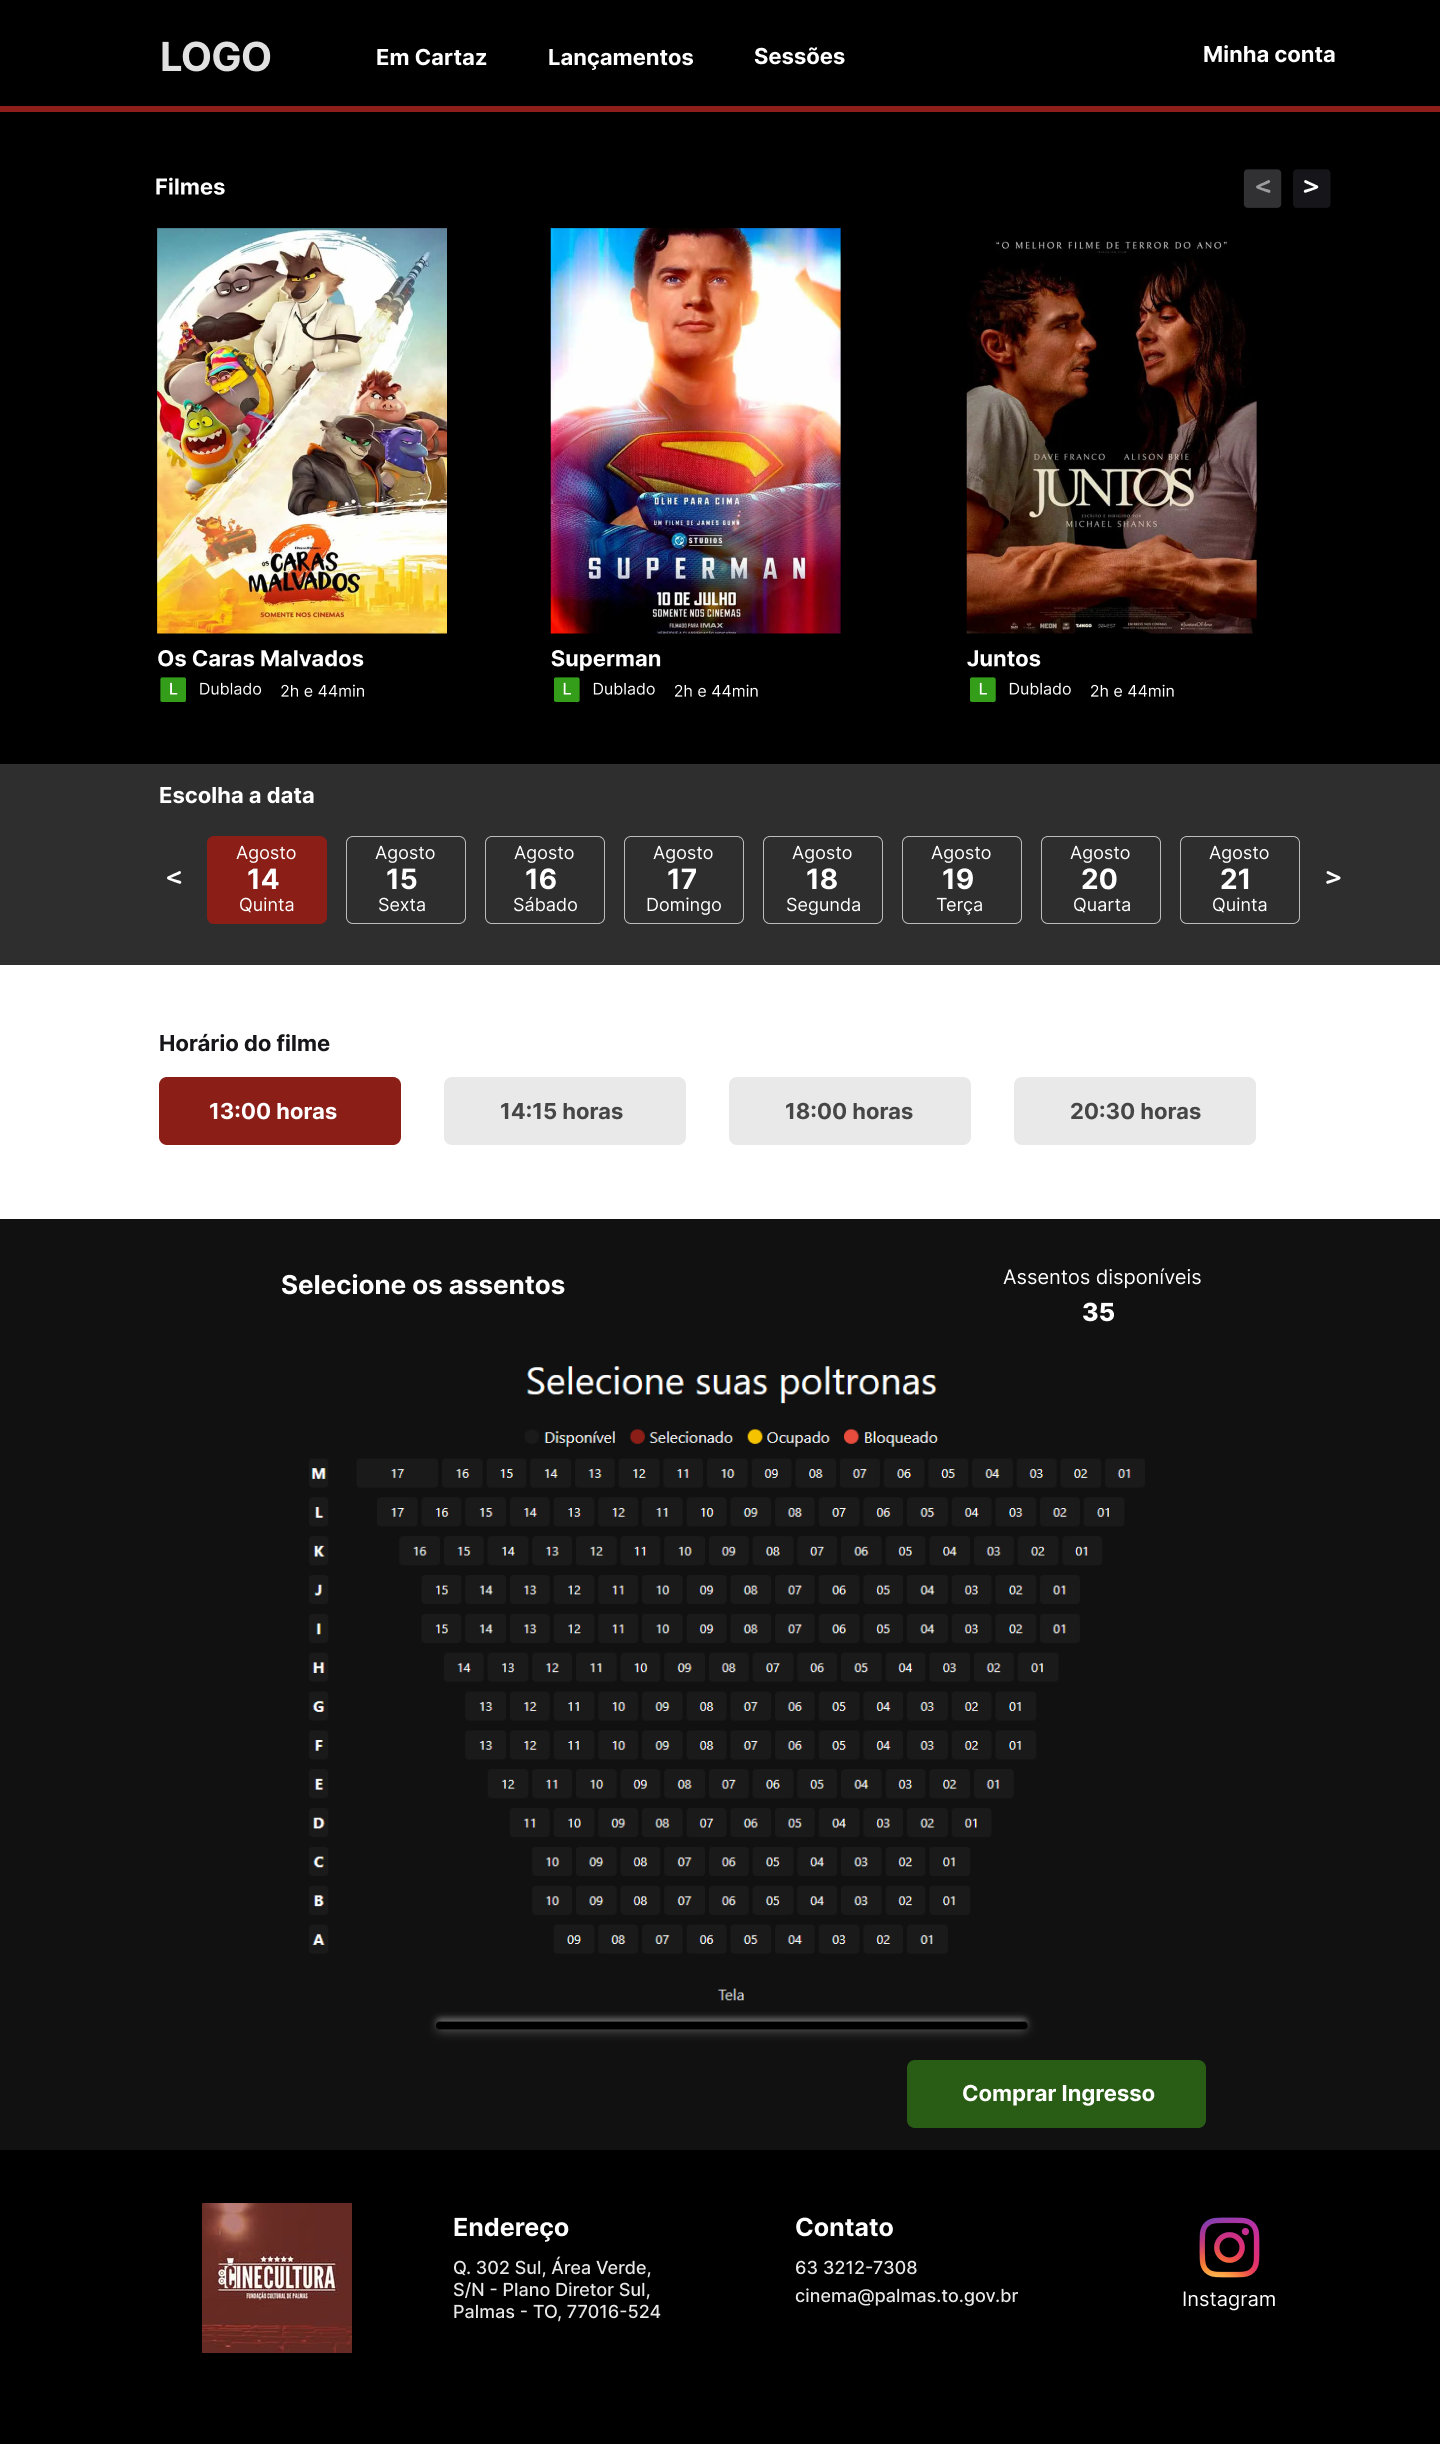 LOGO
Em Cartaz
Lançamentos
Sessões
Minha conta
Filmes
<
>
OS CARAS
MALVADOS
2
SOMENTE NOS CINEMAS
OLHE PARA CIMA
UM FILME DE JAMES GUNN
DC STUDIOS
SUPERMAN
10 DE JULHO
SOMENTE NOS CINEMAS
FILMADO PARA IMAX
"O MELHOR FILME DE TERROR DO ANO"
DAVE FRANCO ALISON BRIE
JUNTOS
ESCRITO E DIRIGIDO POR
MICHAEL SHANKS
NEON
Os Caras Malvados
L Dublado 2h e 44min
Superman
L Dublado 2h e 44min
Juntos
L Dublado 2h e 44min
Escolha a data
<
Agosto
14
Quinta
Agosto
15
Sexta
Agosto
16
Sábado
Agosto
17
Domingo
Agosto
18
Segunda
Agosto
19
Terça
Agosto
20
Quarta
Agosto
21
Quinta
>
Horário do filme
13:00 horas
14:15 horas
18:00 horas
20:30 horas
Selecione os assentos
Assentos disponíveis
35
Selecione suas poltronas
Disponível Selecionado Ocupado Bloqueado
M 17 16 15 14 13 12 11 10 09 08 07 06 05 04 03 02 01
L 17 16 15 14 13 12 11 10 09 08 07 06 05 04 03 02 01
K 16 15 14 13 12 11 10 09 08 07 06 05 04 03 02 01
J 15 14 13 12 11 10 09 08 07 06 05 04 03 02 01
I 15 14 13 12 11 10 09 08 07 06 05 04 03 02 01
H 14 13 12 11 10 09 08 07 06 05 04 03 02 01
G 13 12 11 10 09 08 07 06 05 04 03 02 01
F 13 12 11 10 09 08 07 06 05 04 03 02 01
E 12 11 10 09 08 07 06 05 04 03 02 01
D 11 10 09 08 07 06 05 04 03 02 01
C 10 09 08 07 06 05 04 03 02 01
B 10 09 08 07 06 05 04 03 02 01
A 09 08 07 06 05 04 03 02 01
Tela
Comprar Ingresso
CINECULTURA
FUNDAÇÃO CULTURAL DE PALMAS
Endereço
Q. 302 Sul, Área Verde,
S/N - Plano Diretor Sul,
Palmas - TO, 77016-524
Contato
63 3212-7308
cinema@palmas.to.gov.br
Instagram